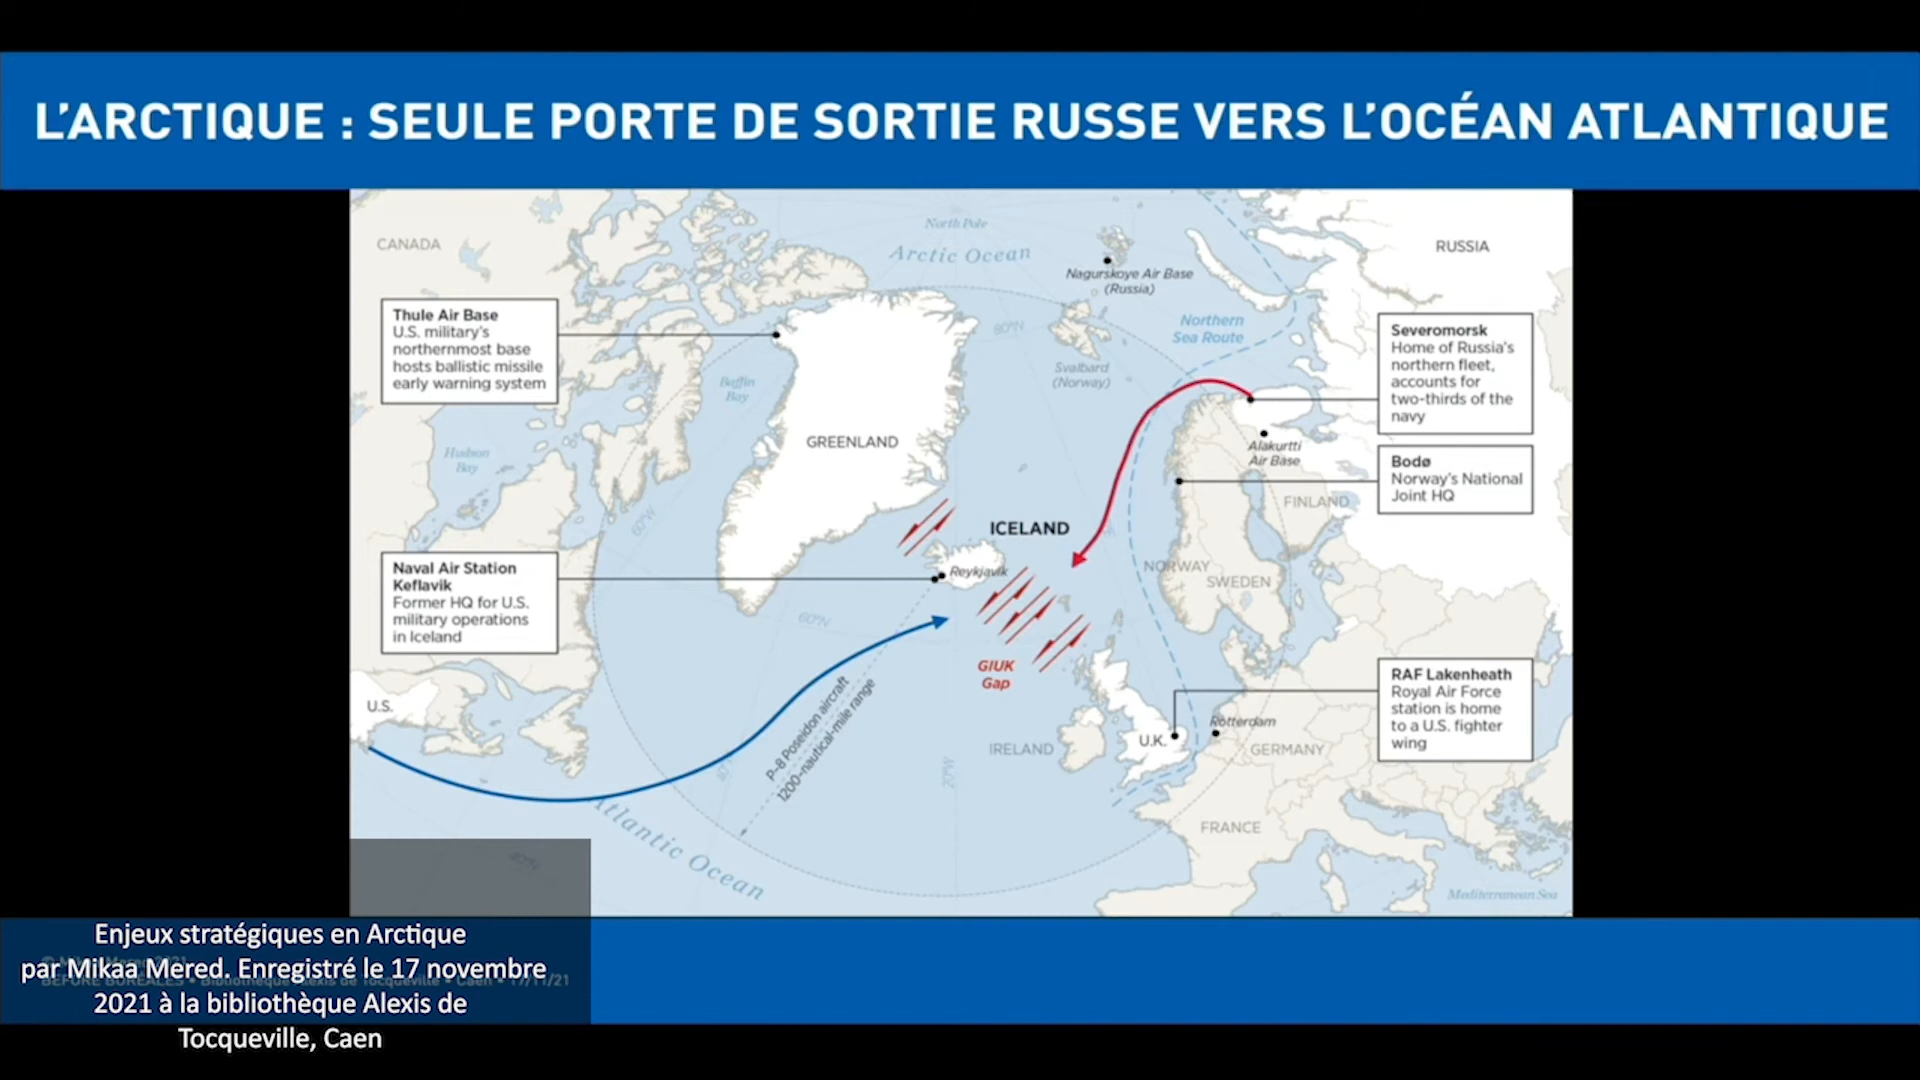 L'ARCTIQUE : SEULE PORTE DE SORTIE RUSSE VERS L'OCÉAN ATLANTIQUE
North Pole
Arctic Ocean
CANADA
RUSSIA
Nagurskoye Air Base
(Russia)
Thule Air Base
U.S. military's
northernmost base
hosts ballistic missile
early warning system
80°N
Northern
Sea Route
Severomorsk
Home of Russia's
northern fleet,
accounts for
two-thirds of the
navy
Svalbard
(Norway)
Baffin
Bay
GREENLAND
Alakurtti
Air Base
Hudson
Bay
Bodø
Norway's National
Joint HQ
FINLAND
60°W
ICELAND
Naval Air Station
Keflavik
Former HQ for U.S.
military operations
in Iceland
Reykjavik
NORWAY
SWEDEN
60°N
GIUK
Gap
U.S.
P-8 Poseidon aircraft
1200-nautical-mile range
RAF Lakenheath
Royal Air Force
station is home
to a U.S. fighter
wing
Rotterdam
IRELAND
U.K.
GERMANY
20°W
FRANCE
Atlantic Ocean
Mediterranean Sea
Enjeux stratégiques en Arctique
par Mikaa Mered. Enregistré le 17 novembre
2021 à la bibliothèque Alexis de
Tocqueville, Caen